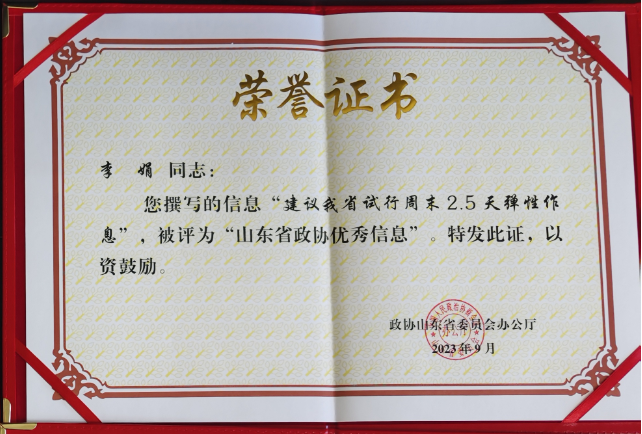 荣誉证书
李 娟 同志：
您撰写的信息“建议我省试行周末2.5天弹性作
息”，被评为“山东省政协优秀信息”。特发此证，以
资鼓励。
政协山东省委员会办公厅
2023年9月